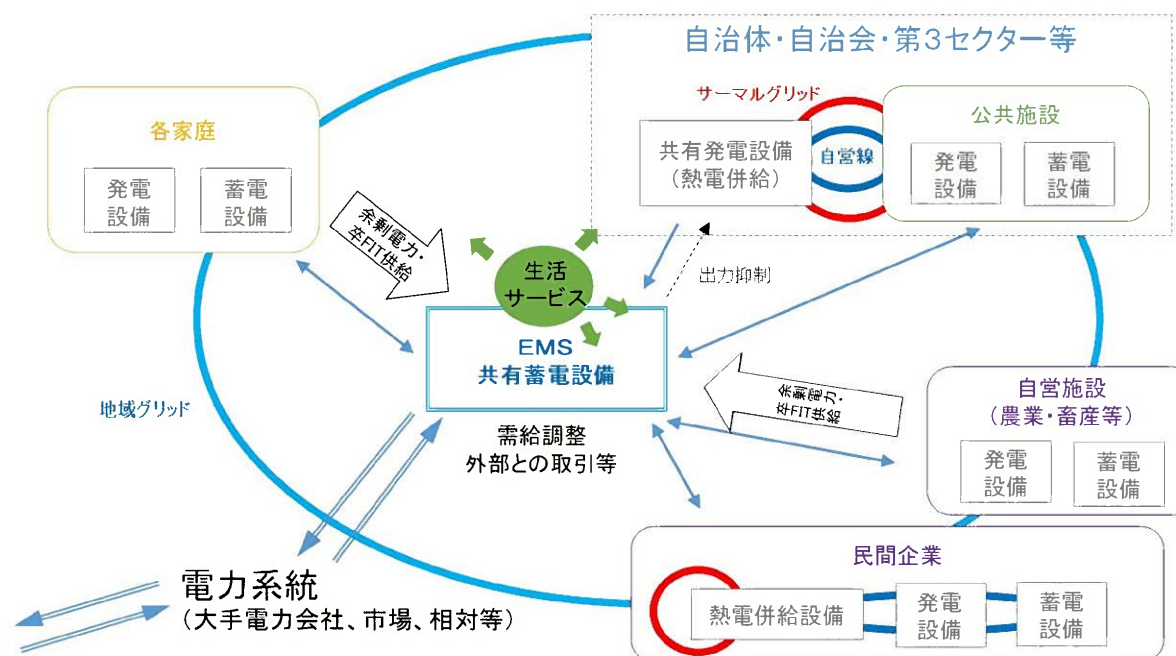 自治体・自治会・第3セクター等
サーマルグリッド
各家庭
発電
設備
蓄電
設備
共有発電設備
(熱電併給)
自営線
公共施設
発電
設備
蓄電
設備
余剰電力・
卒FIT供給
生活
サービス
出力抑制
EMS
共有蓄電設備
地域グリッド
需給調整
外部との取引等
余剰電力・
卒FIT供給
自営施設
(農業・畜産等)
発電
設備
蓄電
設備
民間企業
熱電併給設備
発電
設備
蓄電
設備
電力系統
(大手電力会社、市場、相対等)